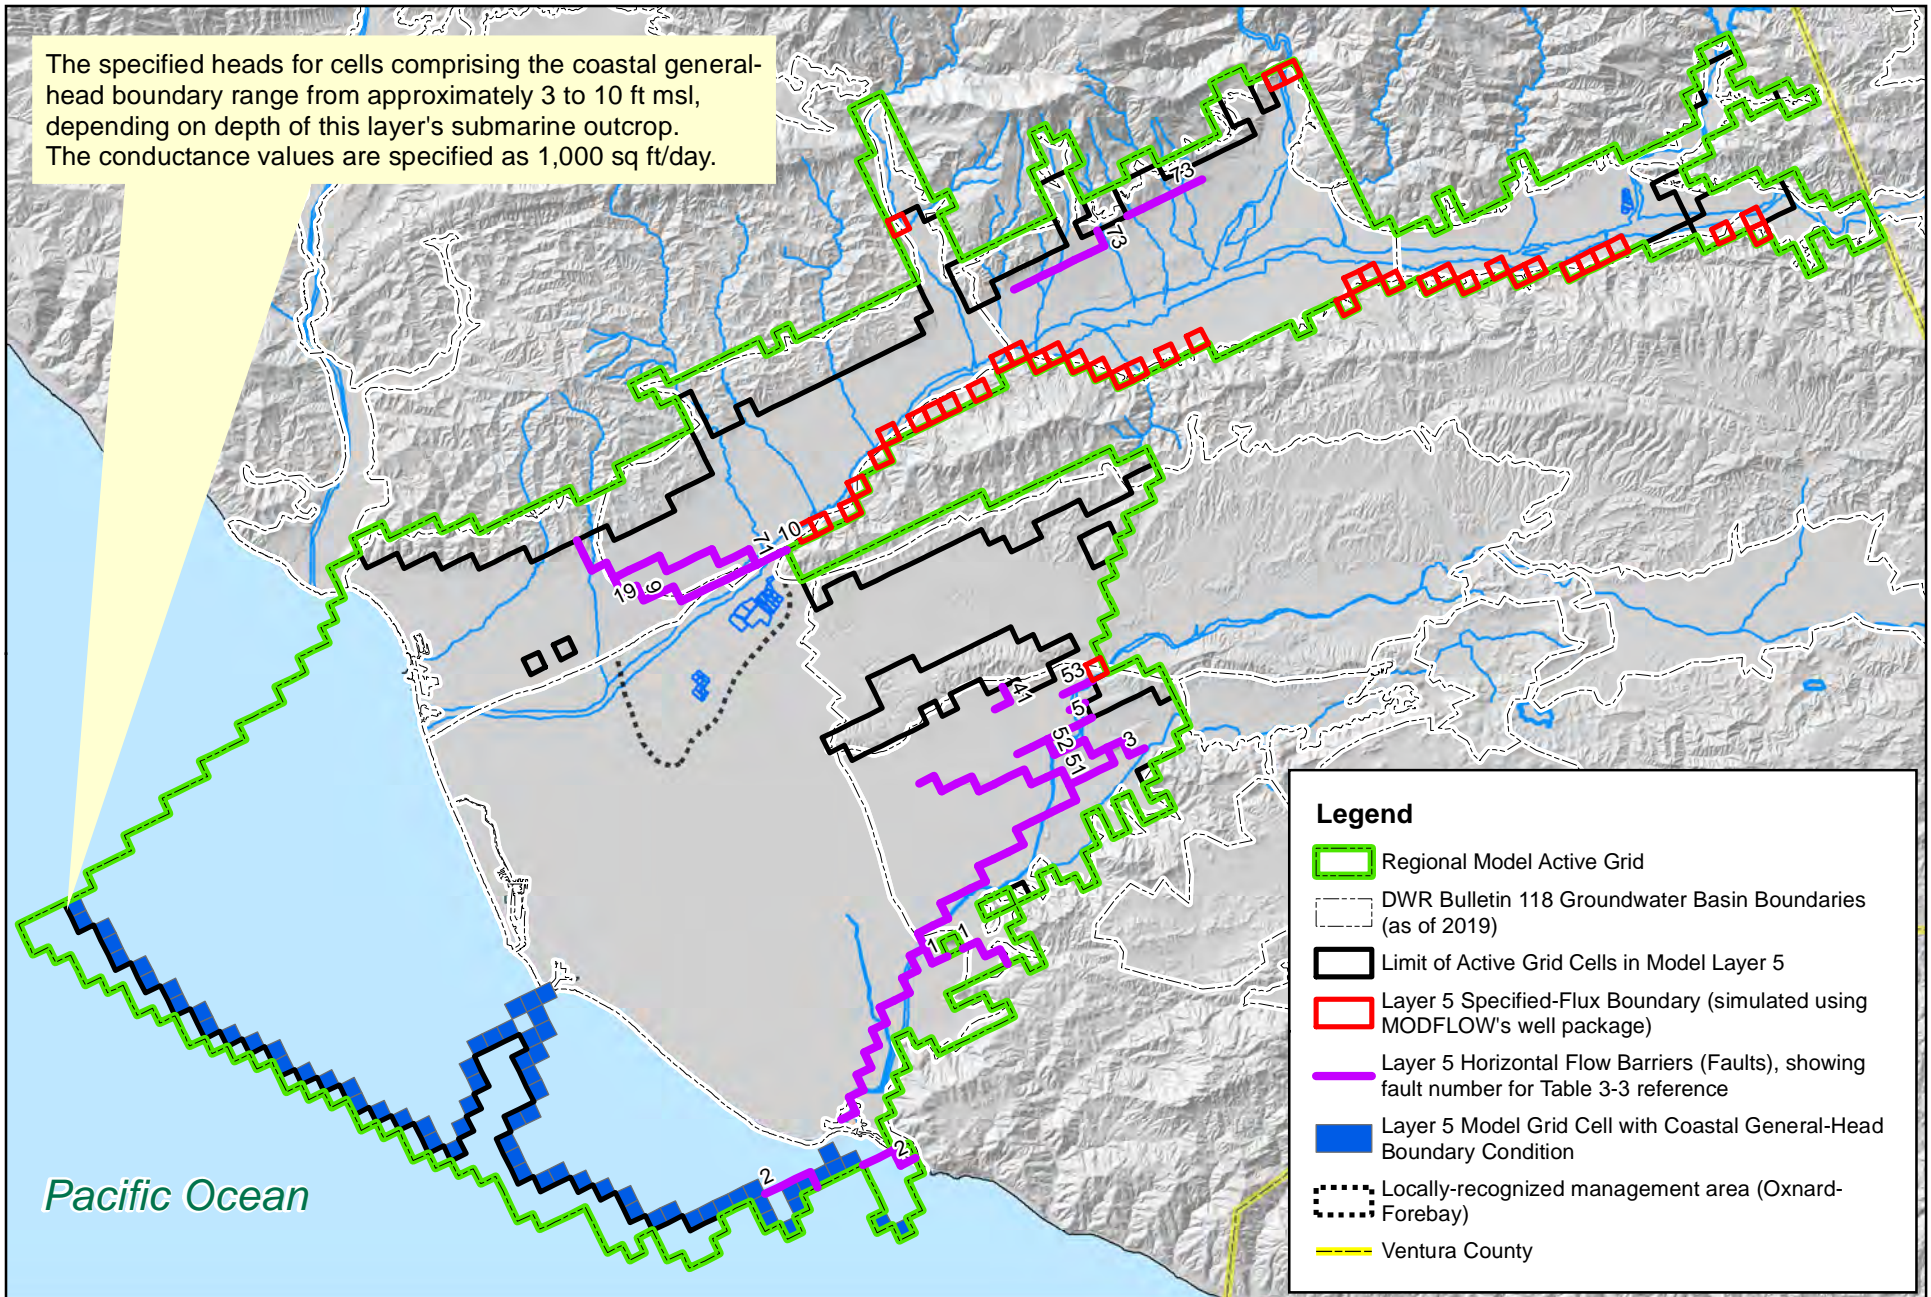 The specified heads for cells comprising the coastal general-
head boundary range from approximately 3 to 10 ft msl,
depending on depth of this layer's submarine outcrop.
The conductance values are specified as 1,000 sq ft/day.
73
73
10
71
19
9
53
41
5
52
51
3
1
1
2
2
Pacific Ocean
Legend
Regional Model Active Grid
DWR Bulletin 118 Groundwater Basin Boundaries
(as of 2019)
Limit of Active Grid Cells in Model Layer 5
Layer 5 Specified-Flux Boundary (simulated using
MODFLOW's well package)
Layer 5 Horizontal Flow Barriers (Faults), showing
fault number for Table 3-3 reference
Layer 5 Model Grid Cell with Coastal General-Head
Boundary Condition
Locally-recognized management area (Oxnard-
Forebay)
Ventura County